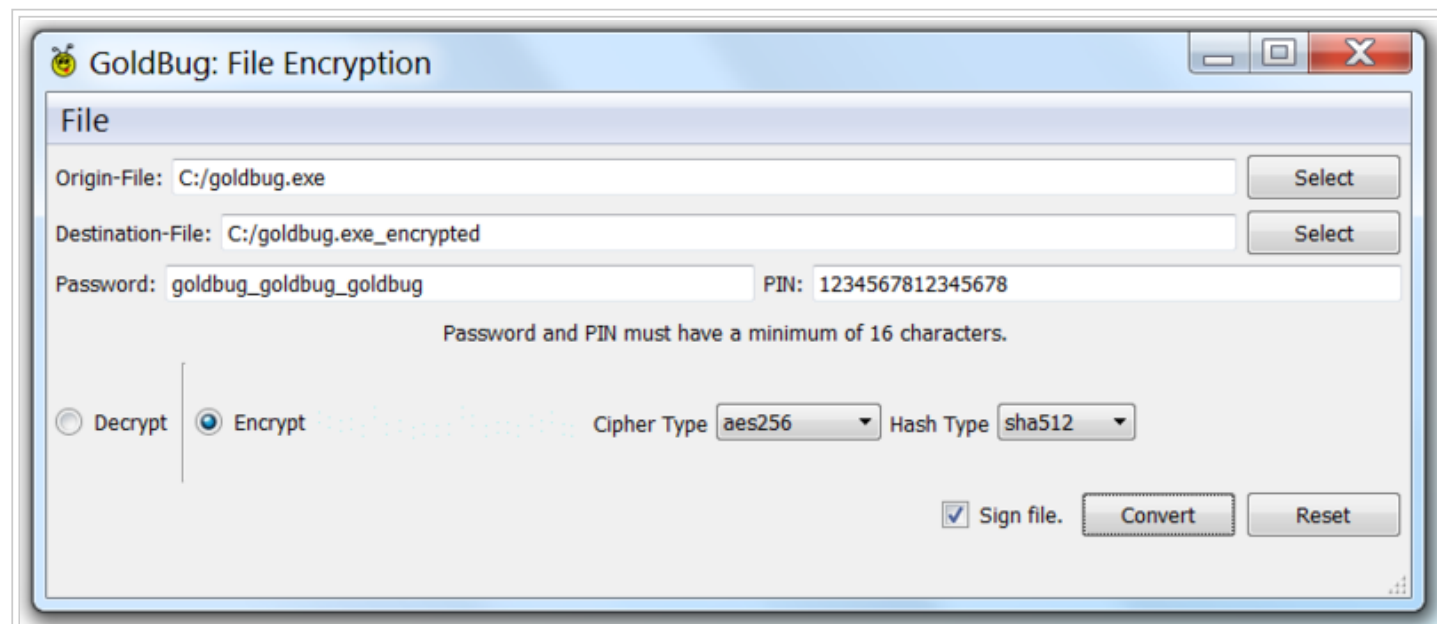 GoldBug: File Encryption
File
Origin-File: C:/goldbug.exe Select
Destination-File: C:/goldbug.exe_encrypted Select
Password: goldbug_goldbug_goldbug PIN: 1234567812345678
Password and PIN must have a minimum of 16 characters.
Decrypt Encrypt Cipher Type aes256 Hash Type sha512
Sign file. Convert Reset